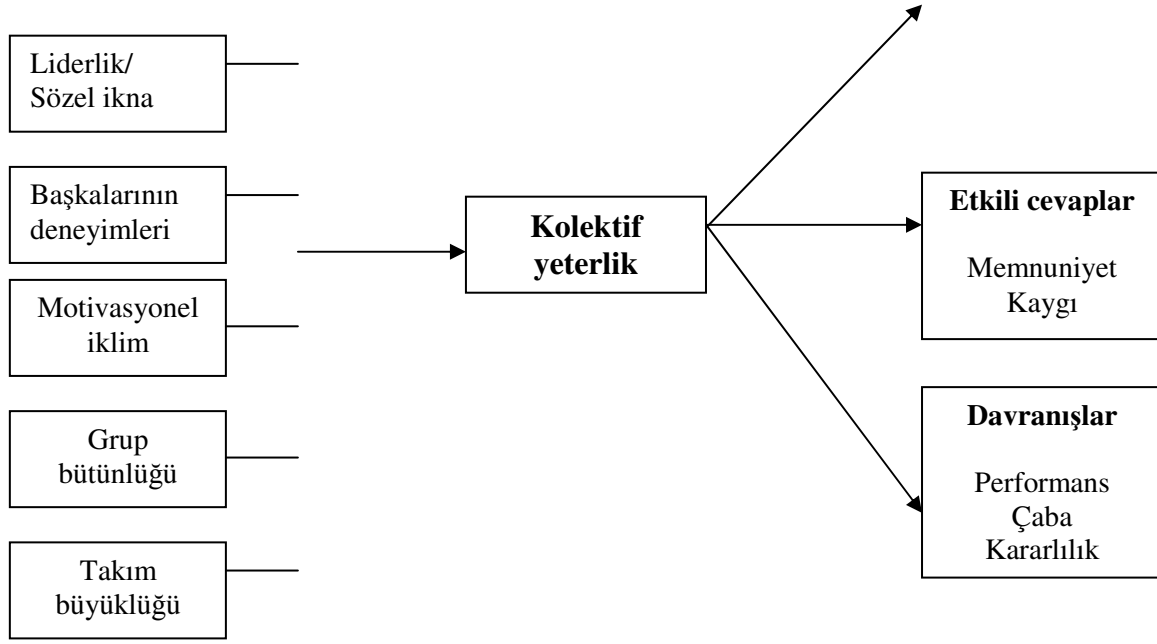 Liderlik/
Sözel ikna
Başkalarının
deneyimleri
Motivasyonel
iklim
Grup
bütünlüğü
Takım
büyüklüğü
Kolektif
yeterlik
Etkili cevaplar
Memnuniyet
Kaygı
Davranışlar
Performans
Çaba
Kararlılık